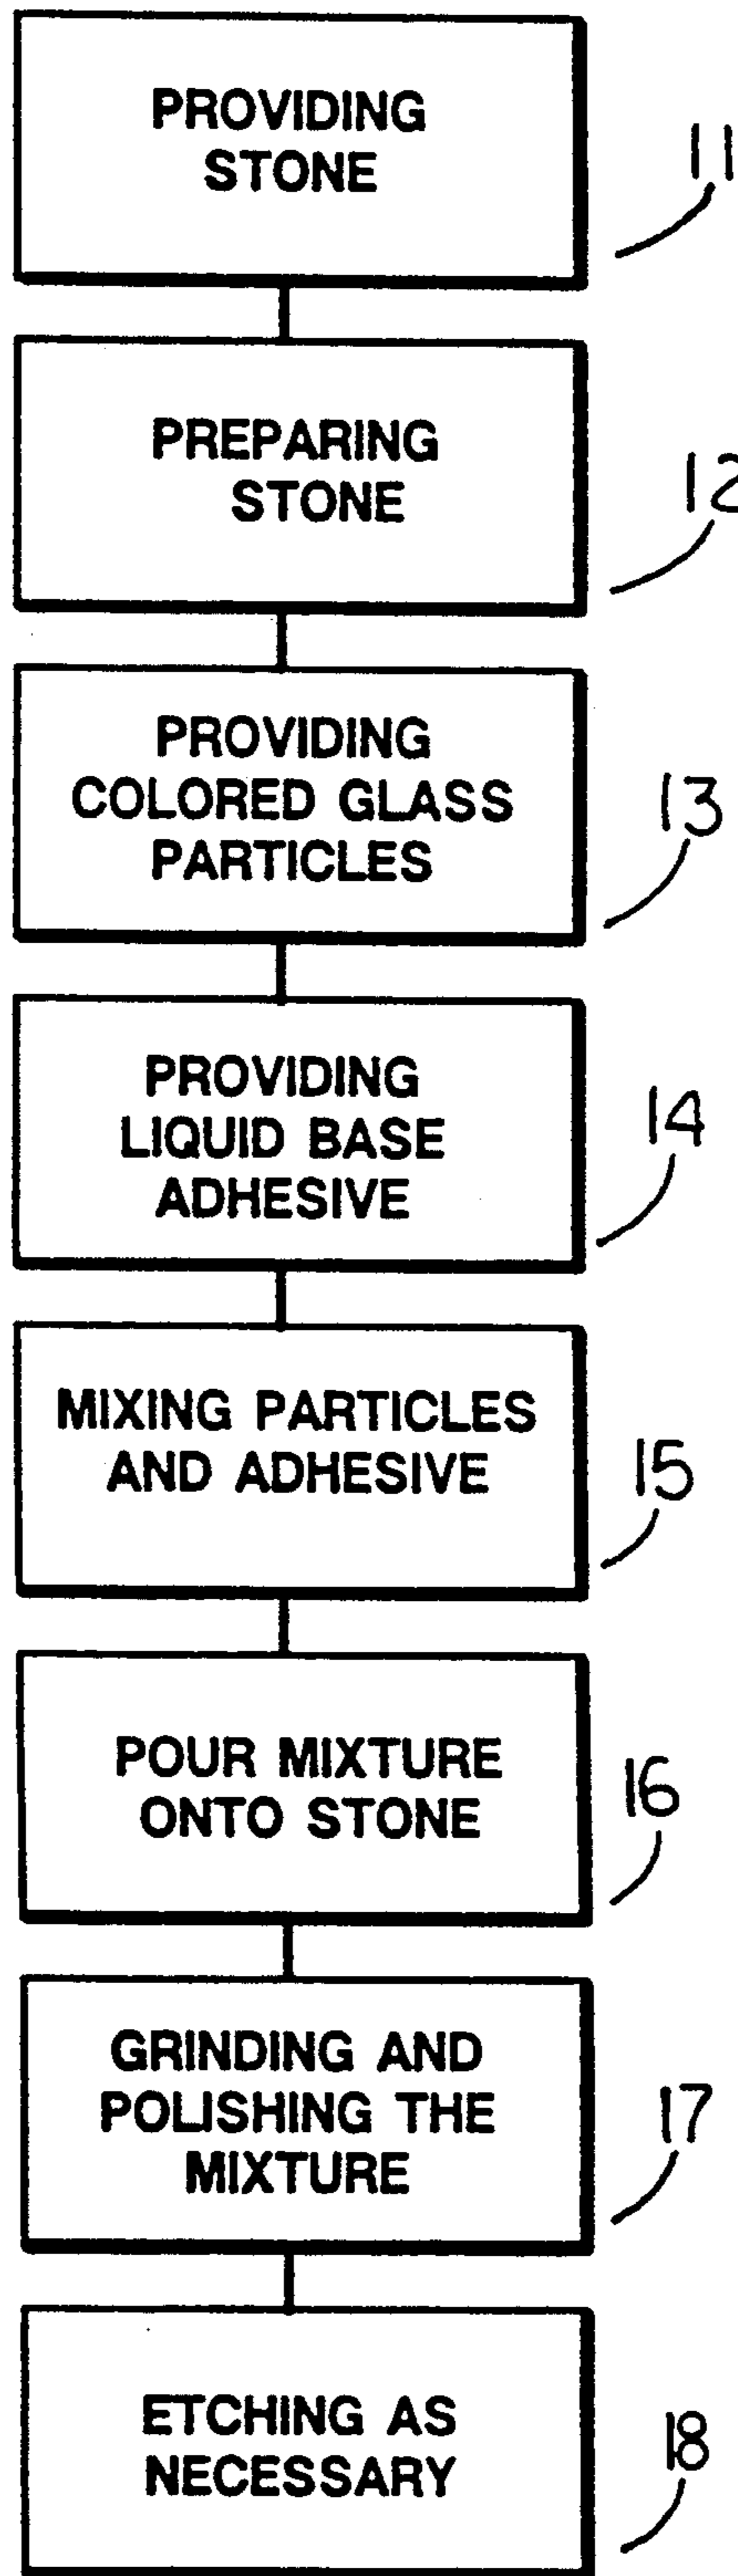 PROVIDING
STONE
11
PREPARING
STONE
12
PROVIDING
COLORED GLASS
PARTICLES
13
PROVIDING
LIQUID BASE
ADHESIVE
14
MIXING PARTICLES
AND ADHESIVE
15
POUR MIXTURE
ONTO STONE
16
GRINDING AND
POLISHING THE
MIXTURE
17
ETCHING AS
NECESSARY
18